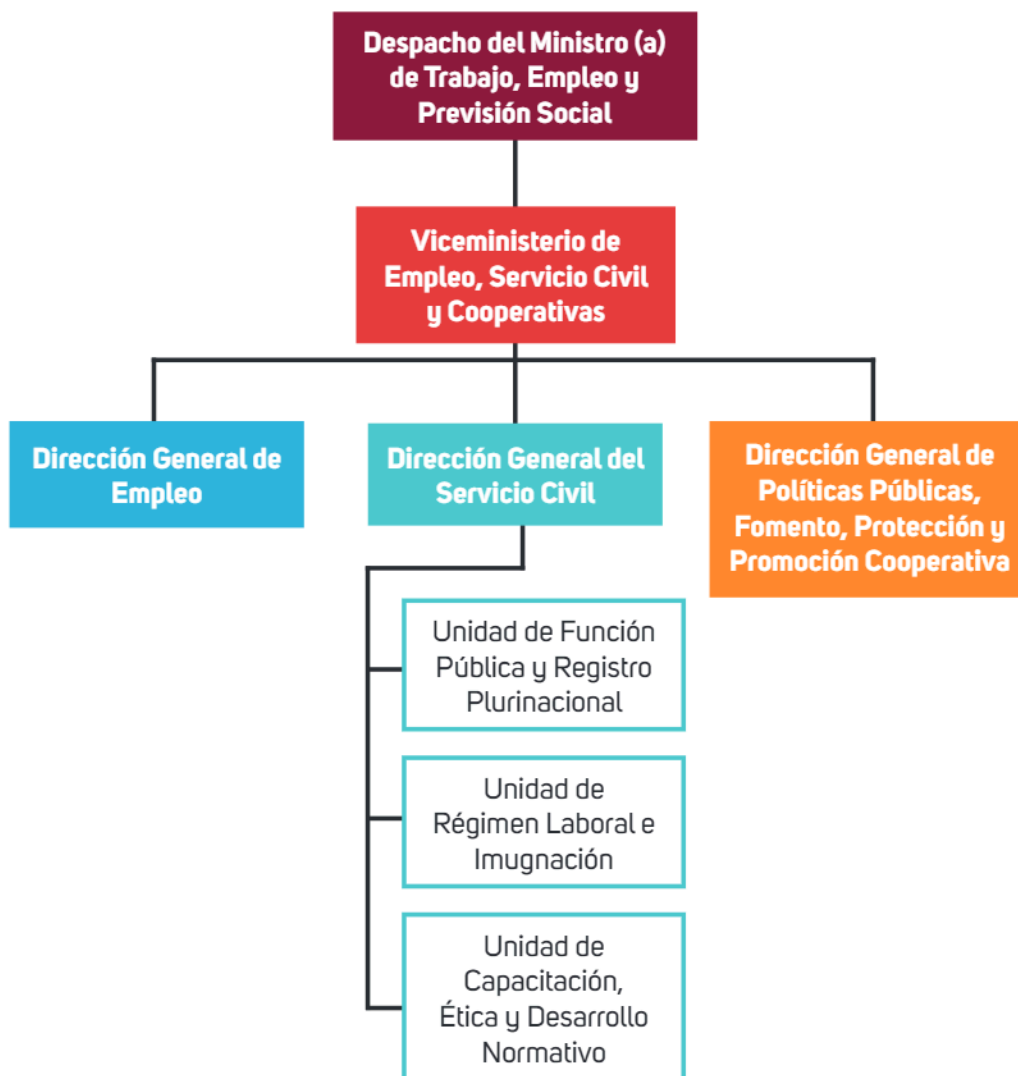 Despacho del Ministro (a)
de Trabajo, Empleo y
Previsión Social
Viceministerio de
Empleo, Servicio Civil
y Cooperativas
Dirección General de
Empleo
Dirección General del
Servicio Civil
Dirección General de
Políticas Públicas,
Fomento, Protección y
Promoción Cooperativa
Unidad de Función
Pública y Registro
Plurinacional
Unidad de
Régimen Laboral e
Imugnación
Unidad de
Capacitación,
Ética y Desarrollo
Normativo